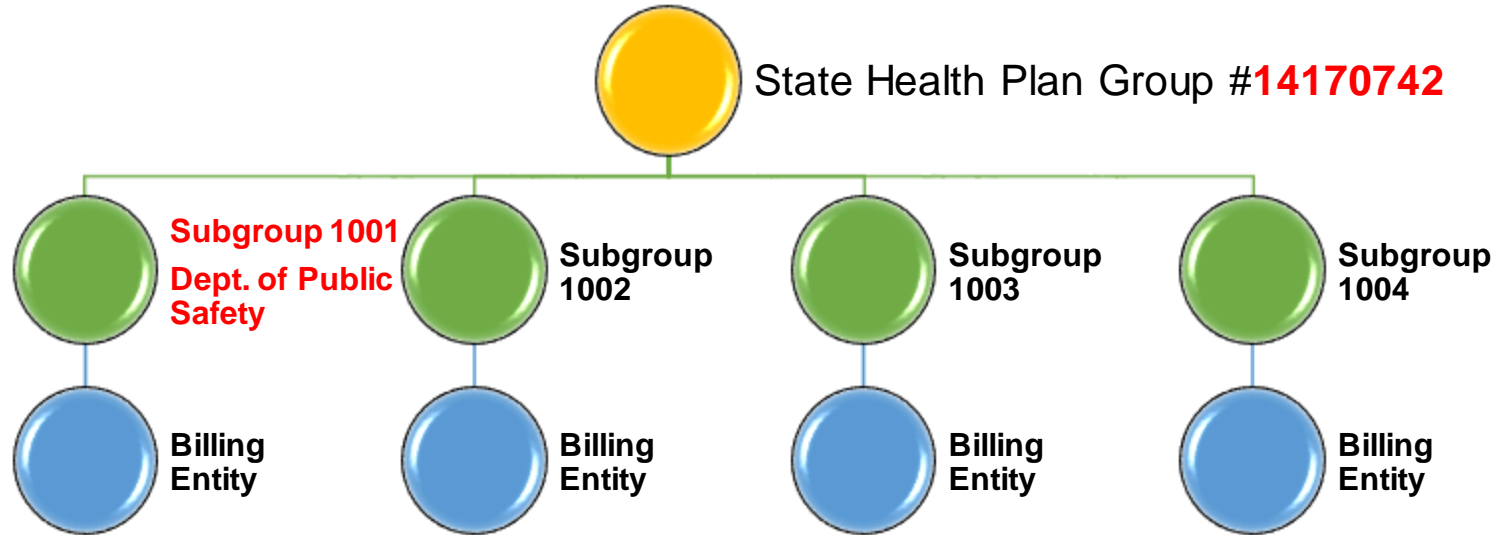 State Health Plan Group #14170742
Subgroup 1001
Dept. of Public
Safety
Subgroup
1002
Subgroup
1003
Subgroup
1004
Billing
Entity
Billing
Entity
Billing
Entity
Billing
Entity